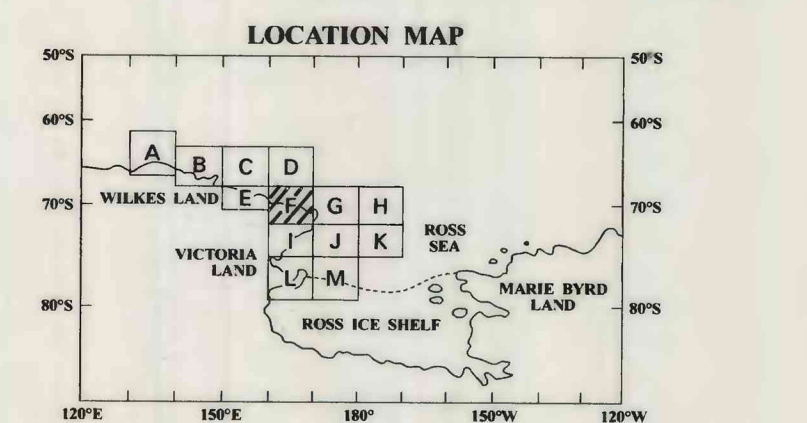 LOCATION MAP
50°S
50°S
60°S
60°S
A
B
C
D
WILKES LAND
E
F
G
H
70°S
70°S
VICTORIA
LAND
I
J
K
ROSS
SEA
L
M
MARIE BYRD
LAND
80°S
80°S
ROSS ICE SHELF
120°E
150°E
180°
150°W
120°W